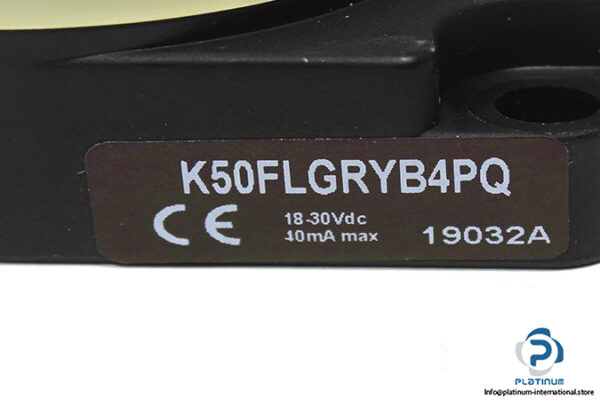 K50FLGRYB4PQ
CE
18-30Vdc
40mA max
19032A
P
PLATINUM
Info@platinum-international.store